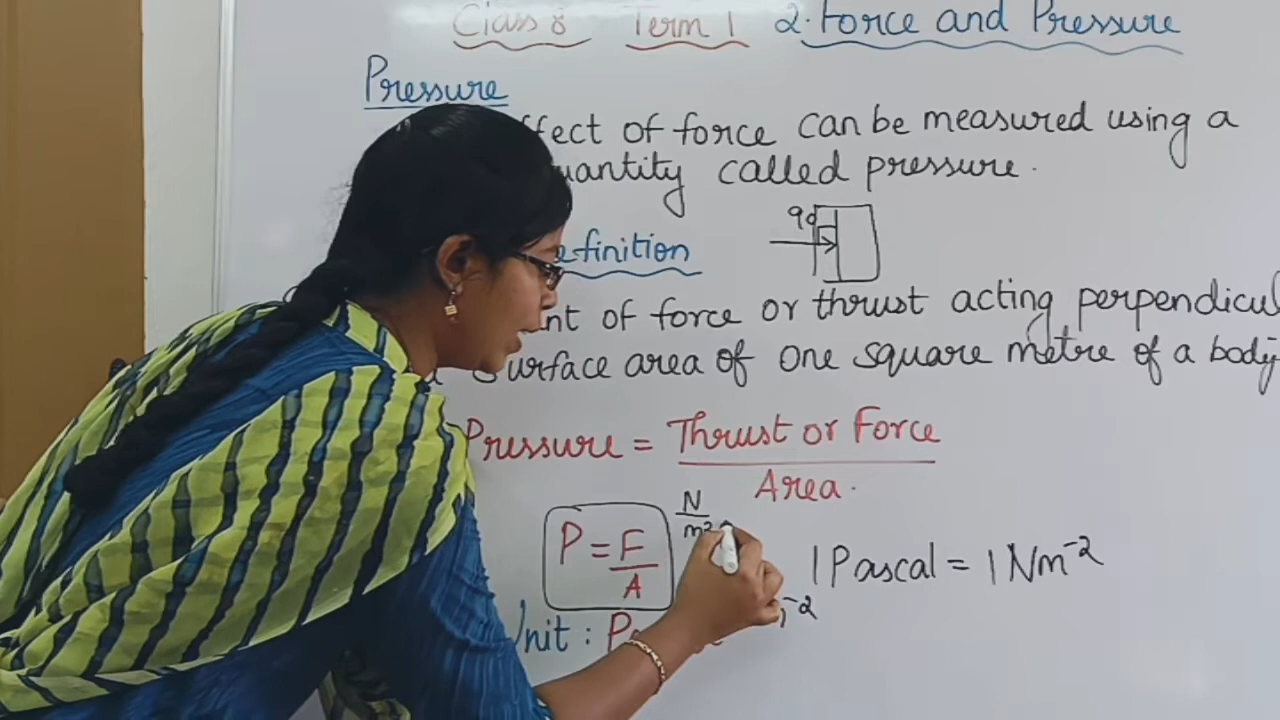 Class 8 Term 1 2. Force and Pressure
Pressure
ffect of force can be measured using a
uantity called pressure.
efinition
nt of force or thrust acting perpendicul
surface area of one square metre of a body
Pressure = Thrust or Force
Area.
P = F
A
N
m²
1 Pascal = 1 Nm⁻²
Unit :